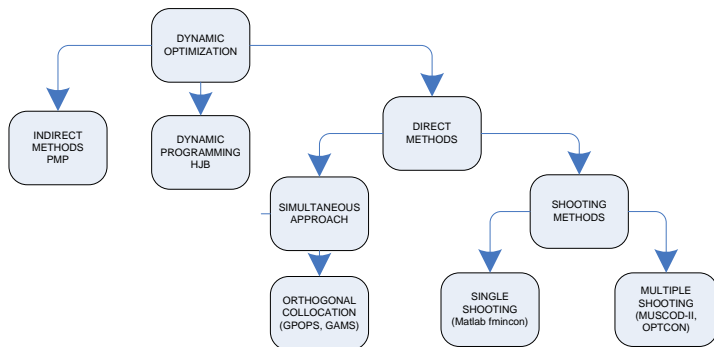 DYNAMIC
OPTIMIZATION
INDIRECT
METHODS
PMP
DYNAMIC
PROGRAMMING
HJB
DIRECT
METHODS
SIMULTANEOUS
APPROACH
SHOOTING
METHODS
ORTHOGONAL
COLLOCATION
(GPOPS, GAMS)
SINGLE
SHOOTING
(Matlab fmincon)
MULTIPLE
SHOOTING
(MUSCOD-II,
OPTCON)